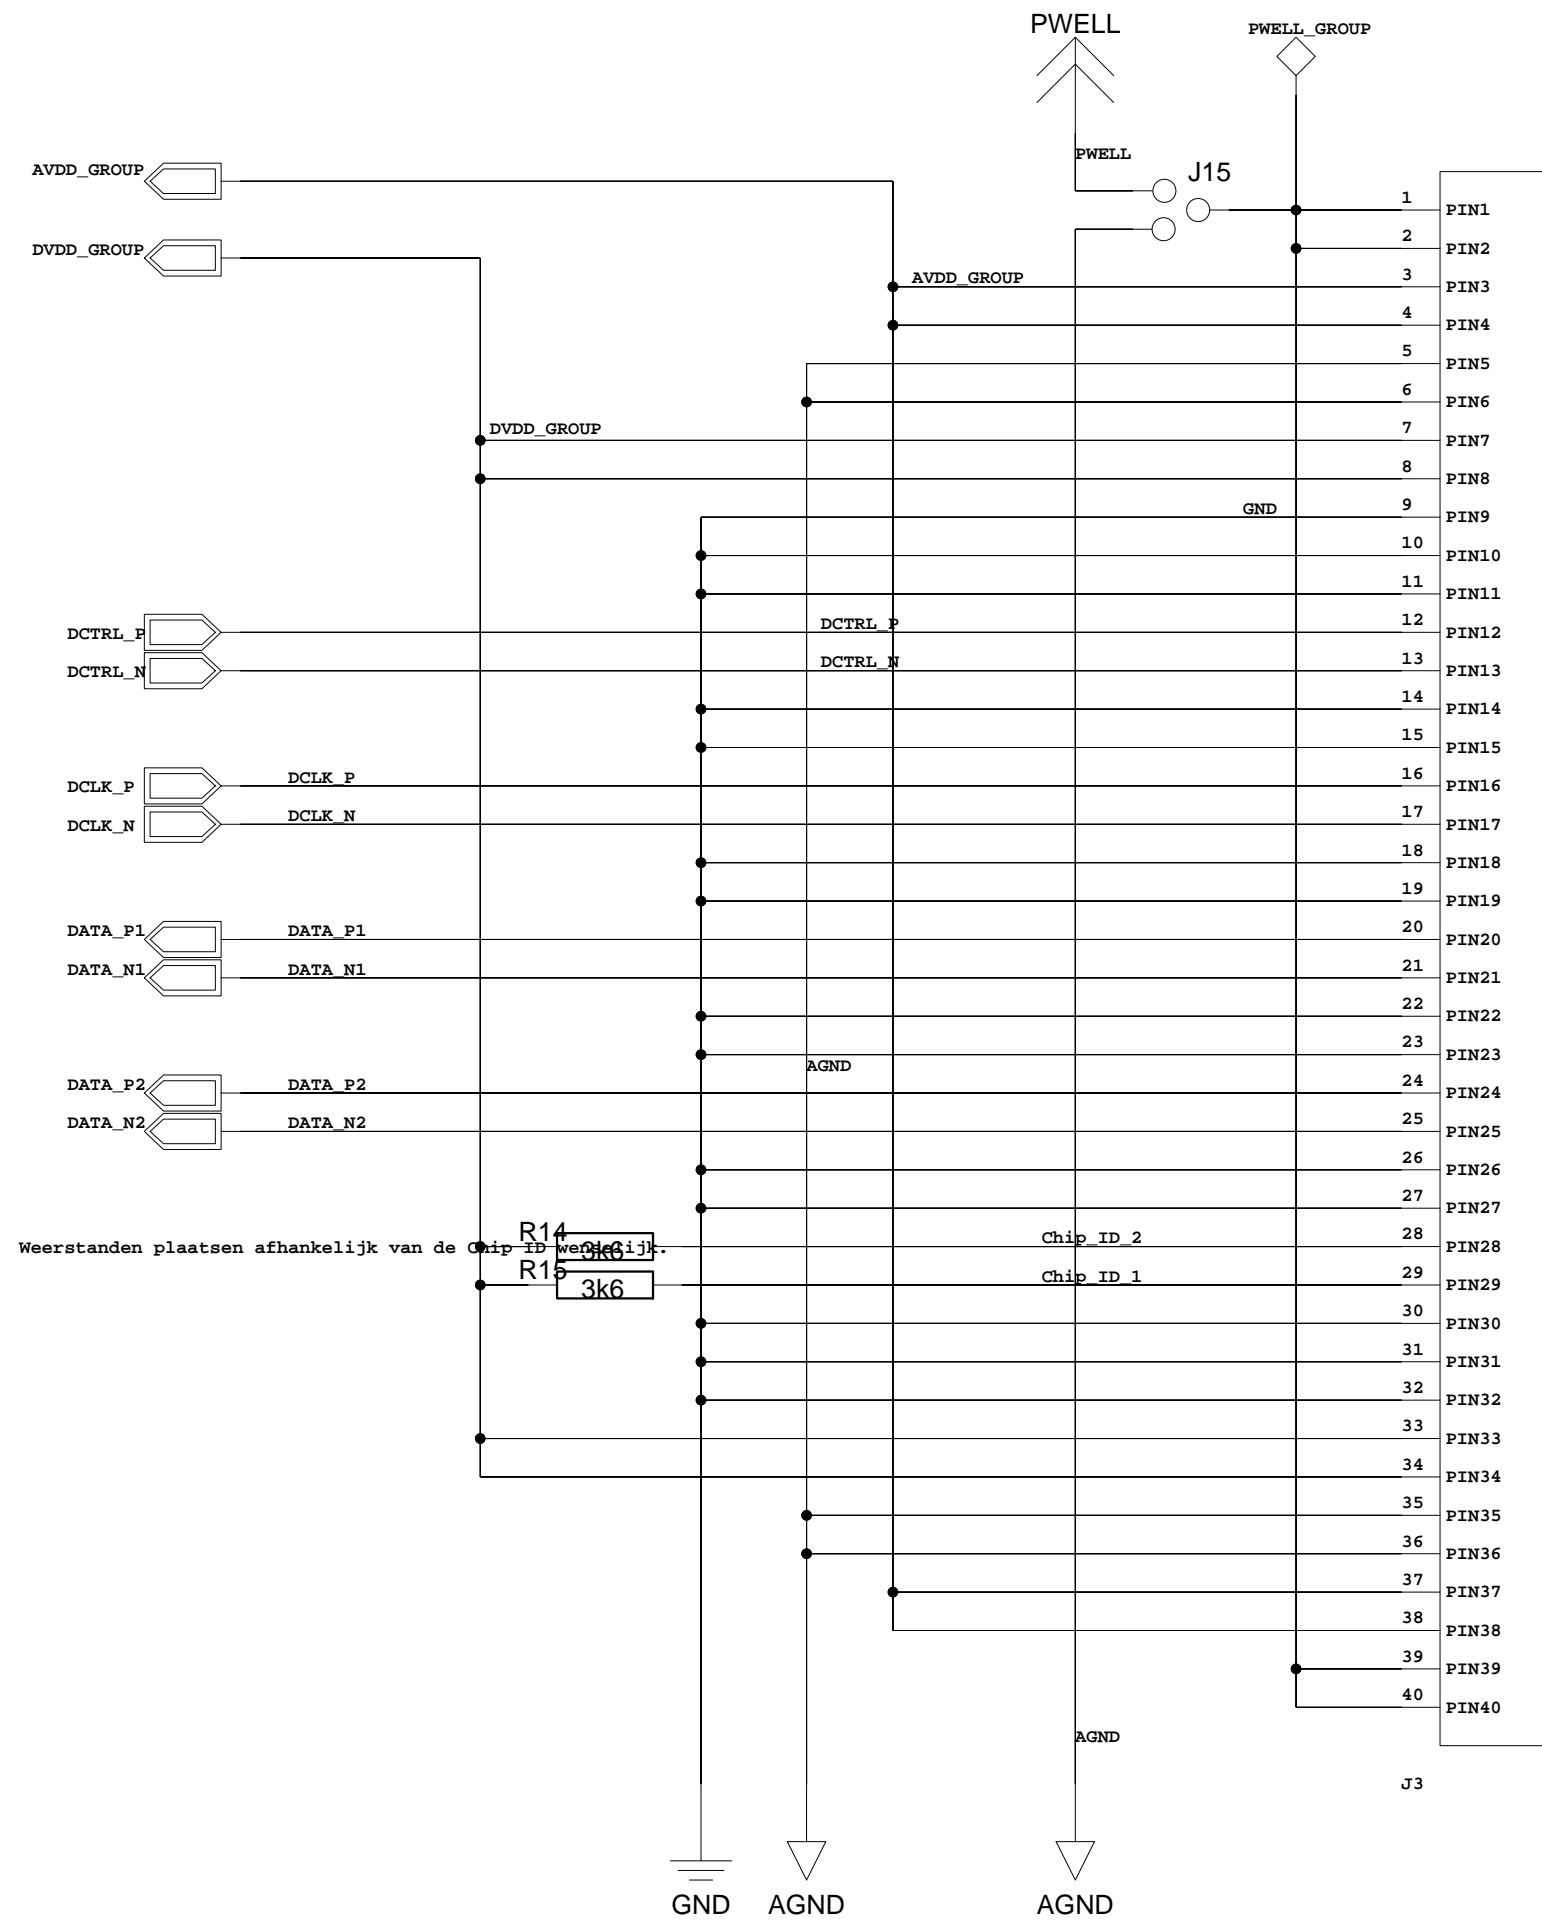 PWELL
PWELL_GROUP
PWELL
AVDD_GROUP
J15
1 PIN1
DVDD_GROUP
2 PIN2
AVDD_GROUP
3 PIN3
4 PIN4
5 PIN5
6 PIN6
DVDD_GROUP
7 PIN7
8 PIN8
GND
9 PIN9
10 PIN10
11 PIN11
DCTRL_P
DCTRL_P
12 PIN12
DCTRL_N
DCTRL_N
13 PIN13
14 PIN14
15 PIN15
DCLK_P
DCLK_P
16 PIN16
DCLK_N
DCLK_N
17 PIN17
18 PIN18
19 PIN19
DATA_P1
DATA_P1
20 PIN20
DATA_N1
DATA_N1
21 PIN21
22 PIN22
23 PIN23
AGND
DATA_P2
DATA_P2
24 PIN24
DATA_N2
DATA_N2
25 PIN25
26 PIN26
27 PIN27
R14
3k6
Weerstanden plaatsen afhankelijk van de Chip ID wenselijk.
Chip_ID_2
28 PIN28
R15
3k6
Chip_ID_1
29 PIN29
30 PIN30
31 PIN31
32 PIN32
33 PIN33
34 PIN34
35 PIN35
36 PIN36
37 PIN37
38 PIN38
39 PIN39
40 PIN40
AGND
J3
GND
AGND
AGND